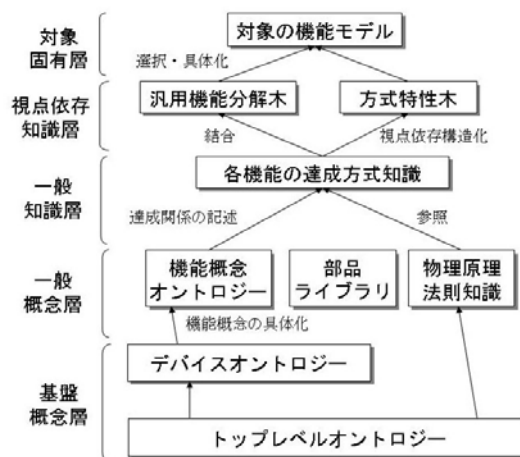 対象
固有層
対象の機能モデル
選択・具体化
視点依存
知識層
汎用機能分解木
方式特性木
結合
視点依存構造化
一般
知識層
各機能の達成方式知識
達成関係の記述
参照
一般
概念層
機能概念
オントロジー
部品
ライブラリ
物理原理
法則知識
機能概念の具体化
基盤
概念層
デバイスオントロジー
トップレベルオントロジー